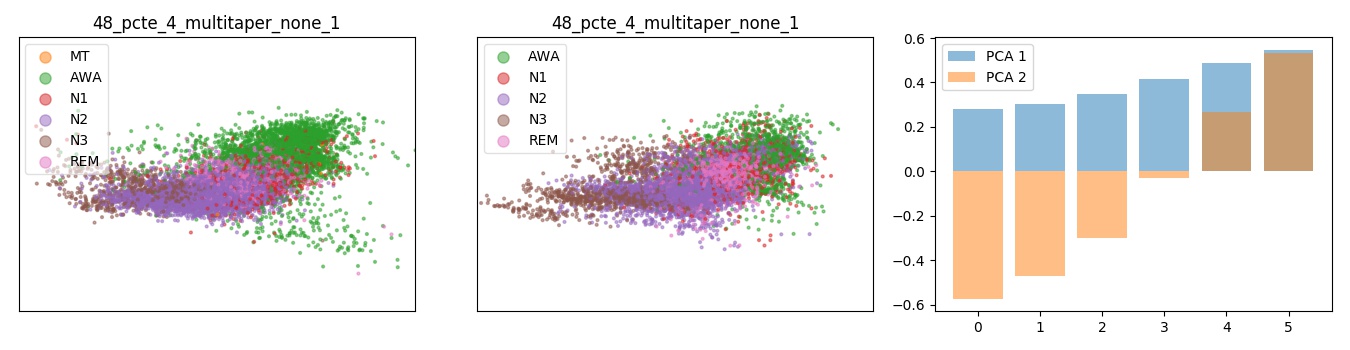 48_pcte_4_multitaper_none_1
MT
AWA
N1
N2
N3
REM
48_pcte_4_multitaper_none_1
AWA
N1
N2
N3
REM
PCA 1
PCA 2
0.6
0.4
0.2
0.0
−0.2
−0.4
−0.6
0 1 2 3 4 5